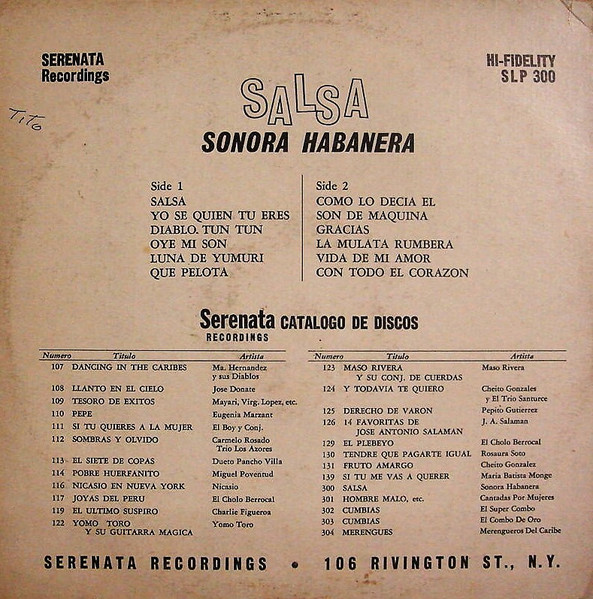 SERENATA
Recordings
HI-FIDELITY
SLP 300
Tito
SALSA
SONORA HABANERA
Side 1
SALSA
YO SE QUIEN TU ERES
DIABLO. TUN TUN
OYE MI SON
LUNA DE YUMURI
QUE PELOTA
Side 2
COMO LO DECIA EL
SON DE MAQUINA
GRACIAS
LA MULATA RUMBERA
VIDA DE MI AMOR
CON TODO EL CORAZON
Serenata CATALOGO DE DISCOS
RECORDINGS
Numero Titulo Artista
107 DANCING IN THE CARIBES Ma. Hernandez
y sus Diablos
108 LLANTO EN EL CIELO Jose Donate
109 TESORO DE EXITOS Mayari, Virg. Lopez, etc.
110 PEPE Eugenia Marzant
111 SI TU QUIERES A LA MUJER El Boy y Conj.
112 SOMBRAS Y OLVIDO Carmelo Rosado
Trio Los Azores
113 EL SIETE DE COPAS Dueto Pancho Villa
114 POBRE HUERFANITO Miguel Poventud
116 NICASIO EN NUEVA YORK Nicasio
117 JOYAS DEL PERU El Cholo Berrocal
119 EL ULTIMO SUSPIRO Charlie Figueroa
122 YOMO TORO Yomo Toro
Y SU GUITARRA MAGICA
Numero Titulo Artista
123 MASO RIVERA Maso Rivera
Y SU CONJ. DE CUERDAS
124 Y TODAVIA TE QUIERO Cheito Gonzales
y El Trio Santurce
125 DERECHO DE VARON Pepito Gutierrez
126 14 FAVORITAS DE J. A. Salaman
JOSE ANTONIO SALAMAN
129 EL PLEBEYO El Cholo Berrocal
130 TENDRE QUE PAGARTE IGUAL Rosaura Soto
131 FRUTO AMARGO Cheito Gonzalez
139 SI TU ME VAS A QUERER Maria Batista Monge
300 SALSA Sonora Habanera
301 HOMBRE MALO, etc. Cantadas Por Mujeres
302 CUMBIAS El Super Combo
303 CUMBIAS El Combo De Oro
304 MERENGUES Merengueros Del Caribe
SERENATA RECORDINGS • 106 RIVINGTON ST., N.Y.